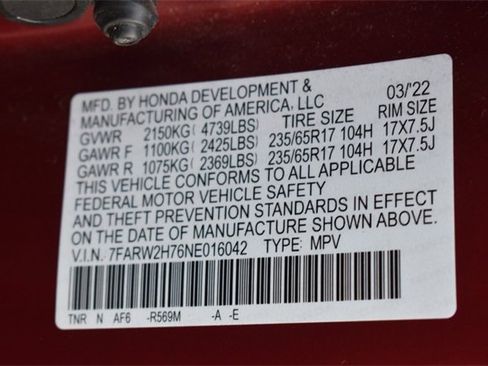 MFD. BY HONDA DEVELOPMENT & 03/'22
MANUFACTURING OF AMERICA, LLC
TIRE SIZE RIM SIZE
GVWR 2150KG (4739LBS)
GAWR F 1100KG (2425LBS) 235/65R17 104H 17X7.5J
GAWR R 1075KG (2369LBS) 235/65R17 104H 17X7.5J
THIS VEHICLE CONFORMS TO ALL APPLICABLE
FEDERAL MOTOR VEHICLE SAFETY
AND THEFT PREVENTION STANDARDS IN EFFECT
ON THE DATE OF MANUFACTURE SHOWN ABOVE.
V.I.N. 7FARW2H76NE016042 TYPE: MPV
TNR N AF6 -R569M -A -E